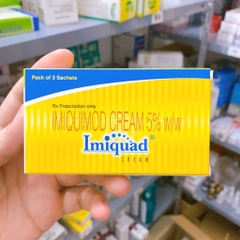 Pack of 3 Sachets
Rx Prescription only
IMIQUIMOD CREAM 5% w/w
Imiquad
CREAM